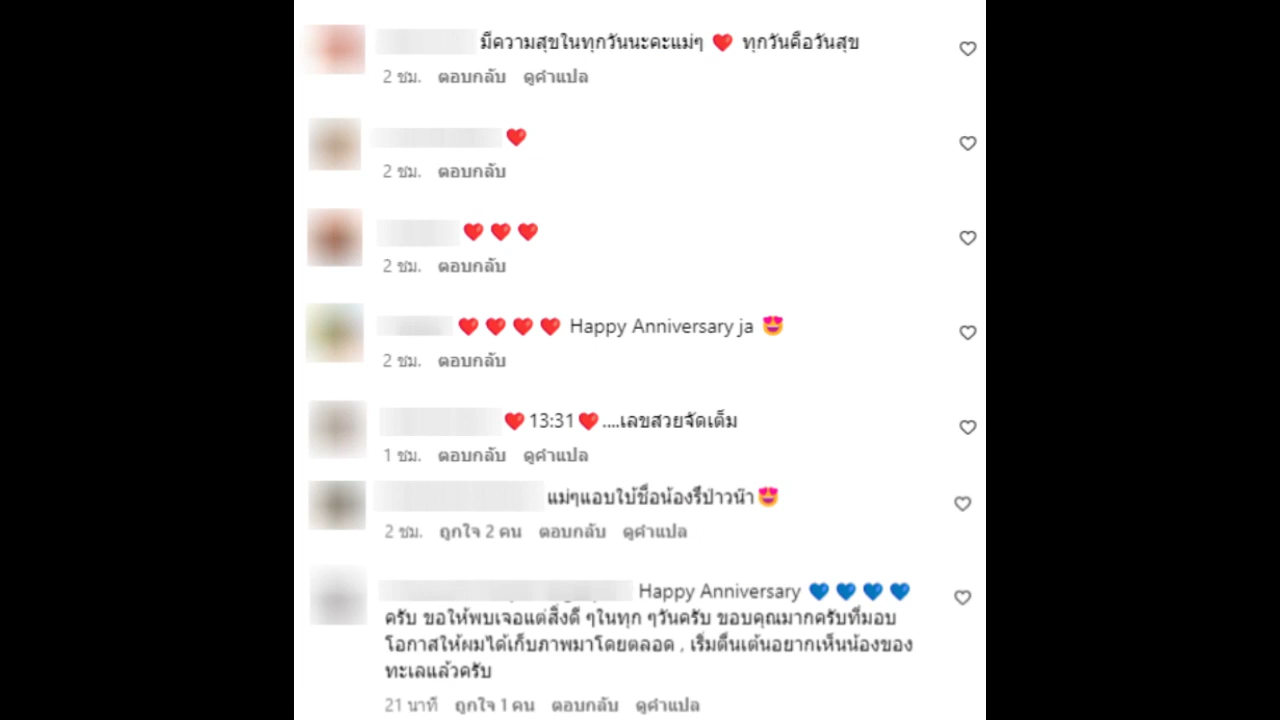 มีความสุขในทุกวันนะคะแม่ๆ ❤️ ทุกวันคือวันสุข
2 ชม. ตอบกลับ ดูคำแปล
❤️
2 ชม. ตอบกลับ
❤️ ❤️ ❤️
2 ชม. ตอบกลับ
❤️ ❤️ ❤️ ❤️ Happy Anniversary ja 😍
2 ชม. ตอบกลับ
❤️ 13:31 ❤️ ....เลขสวยจัดเต็ม
1 ชม. ตอบกลับ ดูคำแปล
แม่ๆแอบใบ้ชื่อน้องรึป่าวน๊า 😍
2 ชม. ถูกใจ 2 คน ตอบกลับ ดูคำแปล
Happy Anniversary 💙 💙 💙 💙
ครับ ขอให้พบเจอแต่สิ่งดี ๆในทุก ๆวันครับ ขอบคุณมากครับที่มอบ
โอกาสให้ผมได้เก็บภาพมาโดยตลอด , เริ่มตื่นเต้นอยากเห็นน้องของ
ทะเลแล้วครับ
21 นาที ถูกใจ 1 คน ตอบกลับ ดูคำแปล